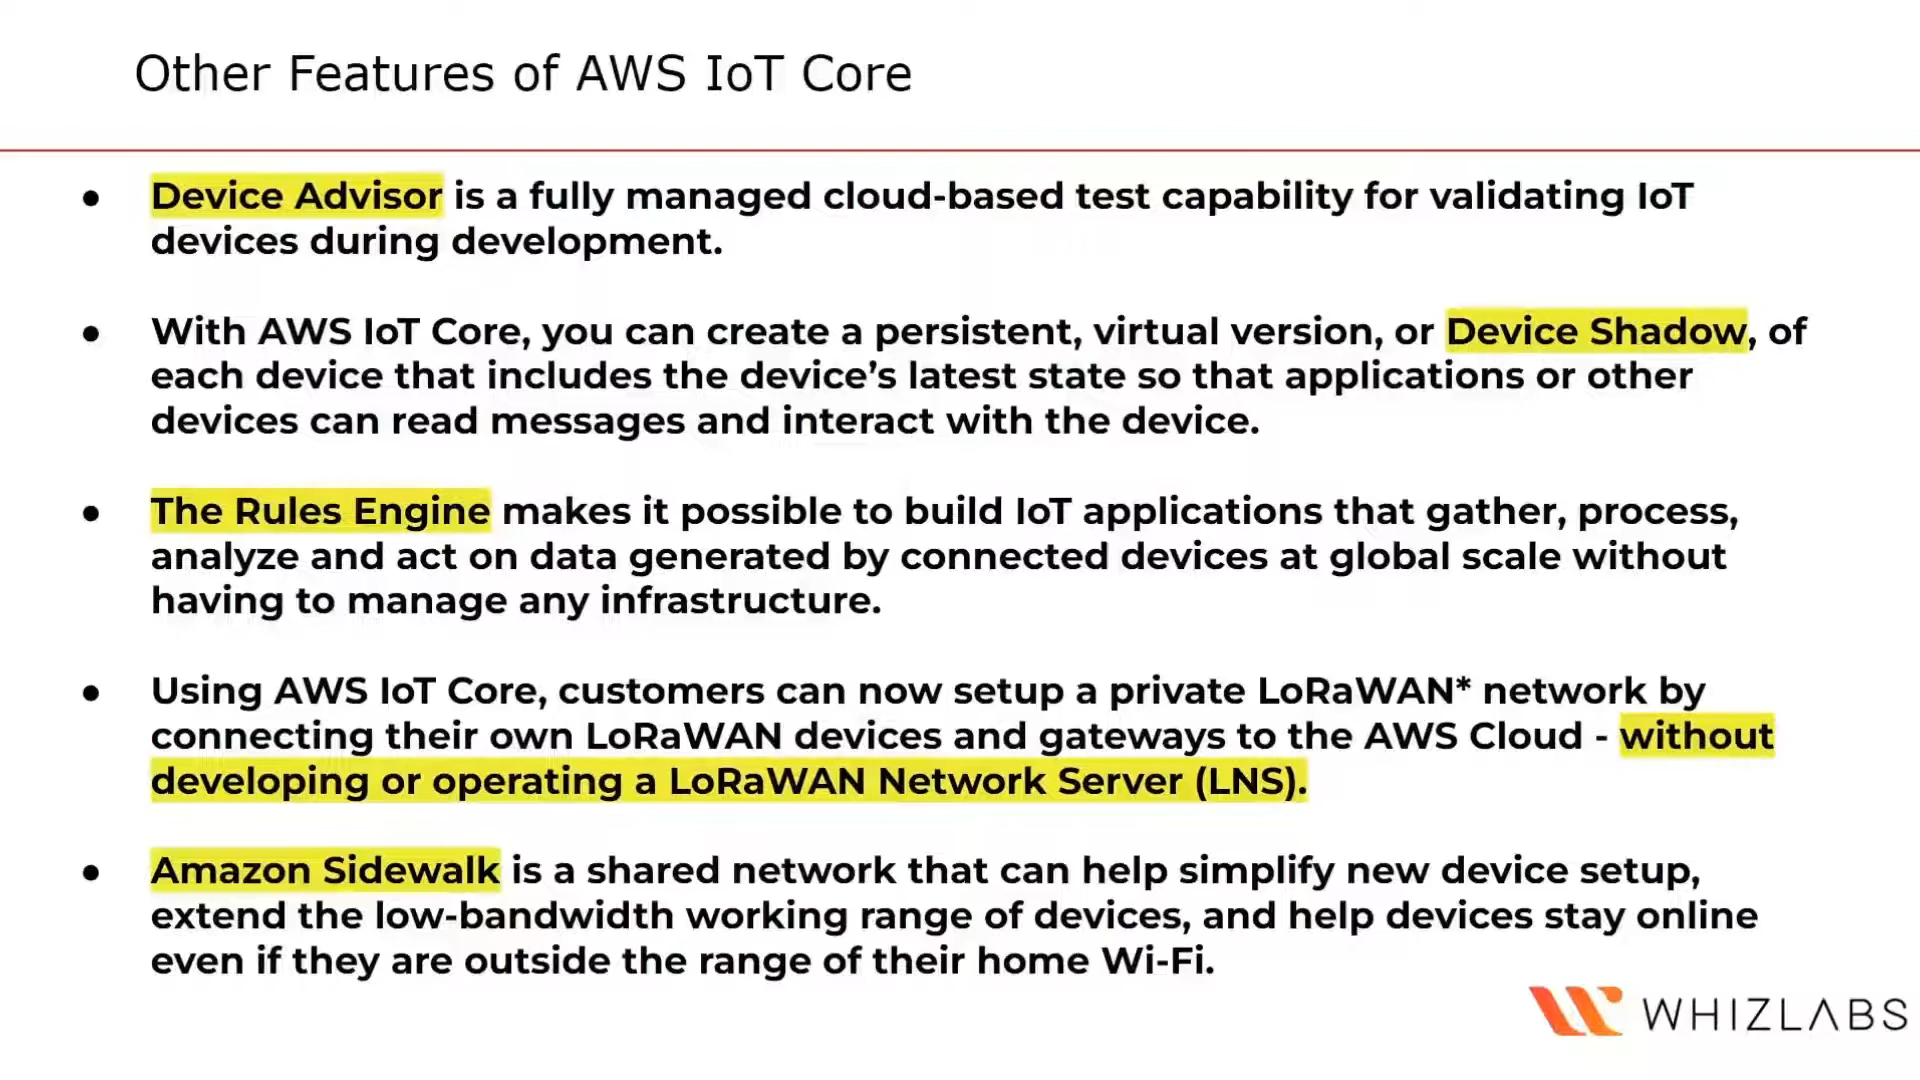 Other Features of AWS IoT Core
● Device Advisor is a fully managed cloud-based test capability for validating IoT
devices during development.
● With AWS IoT Core, you can create a persistent, virtual version, or Device Shadow, of
each device that includes the device’s latest state so that applications or other
devices can read messages and interact with the device.
● The Rules Engine makes it possible to build IoT applications that gather, process,
analyze and act on data generated by connected devices at global scale without
having to manage any infrastructure.
● Using AWS IoT Core, customers can now setup a private LoRaWAN* network by
connecting their own LoRaWAN devices and gateways to the AWS Cloud - without
developing or operating a LoRaWAN Network Server (LNS).
● Amazon Sidewalk is a shared network that can help simplify new device setup,
extend the low-bandwidth working range of devices, and help devices stay online
even if they are outside the range of their home Wi-Fi.
WHIZLABS